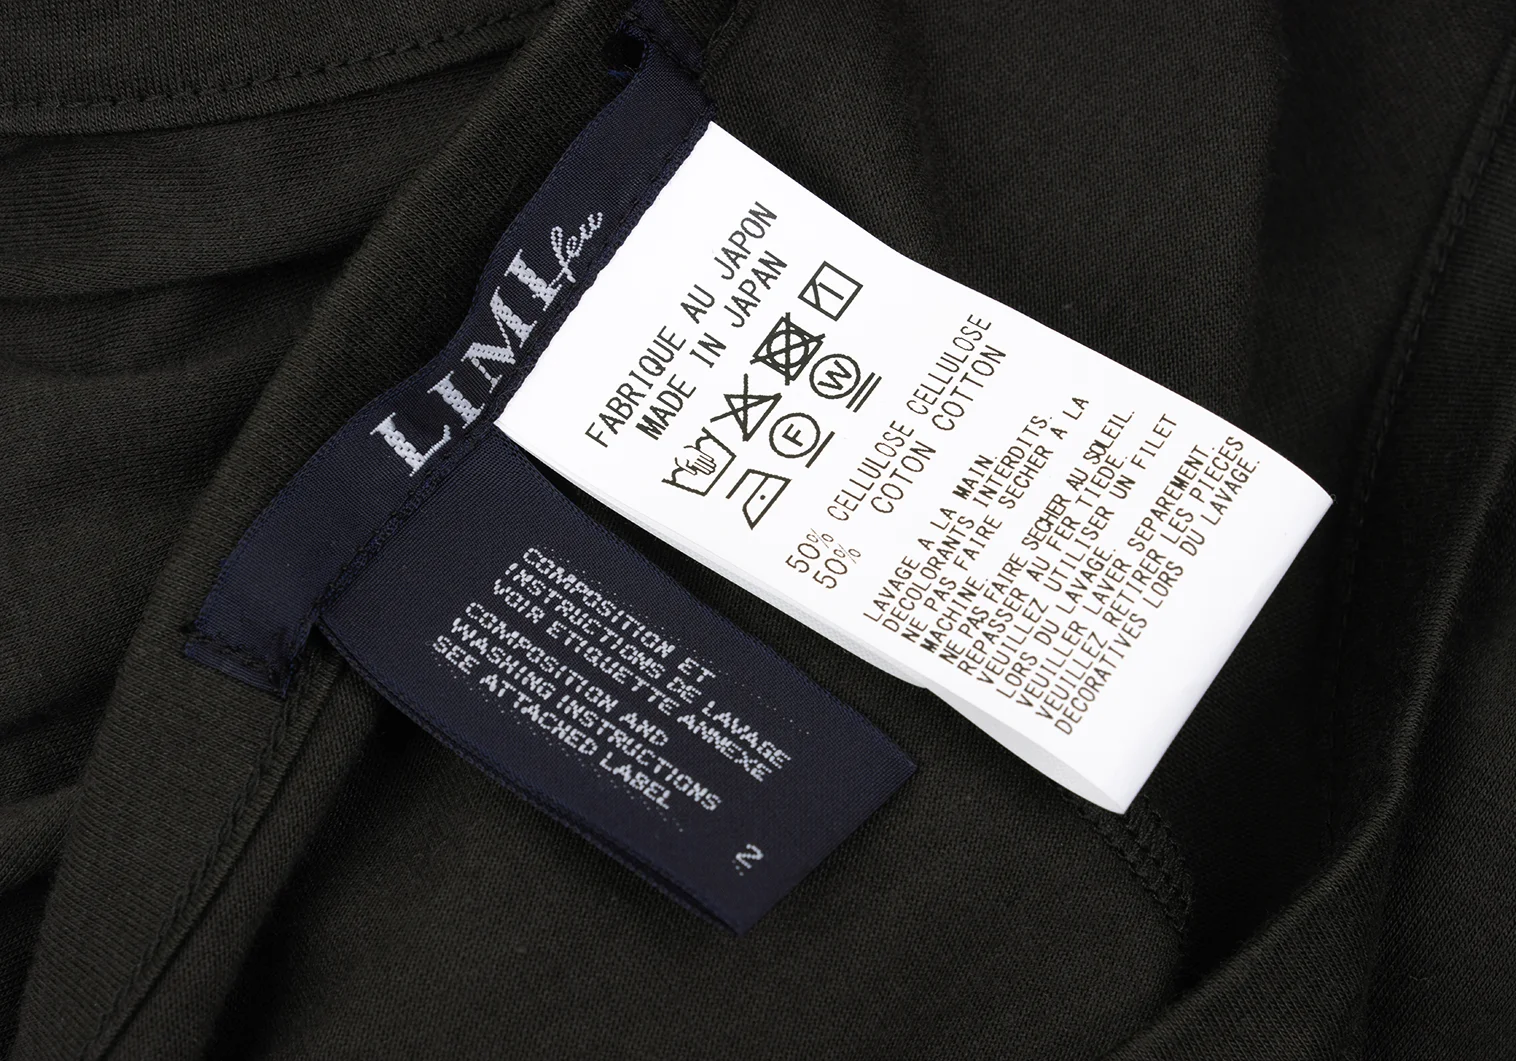 LIMI feu
FABRIQUE AU JAPON
MADE IN JAPAN
W
F
50% CELLULOSE CELLULOSE
50% COTON COTTON
LAVAGE A LA MAIN.
DECOLORANTS INTERDITS.
NE PAS FAIRE SECHER A LA
MACHINE.
NE PAS FAIRE SECHER AU SOLEIL.
REPASSER AU FER TIEDE.
VEUILLEZ UTILISER UN FILET
LORS DU LAVAGE.
VEUILLER LAVER SEPAREMENT.
VEUILLEZ RETIRER LES PIECES
DECORATIVES LORS DU LAVAGE.
COMPOSITION ET
INSTRUCTIONS DE LAVAGE
VOIR ETIQUETTE ANNEXE
COMPOSITION AND
WASHING INSTRUCTIONS
SEE ATTACHED LABEL
2